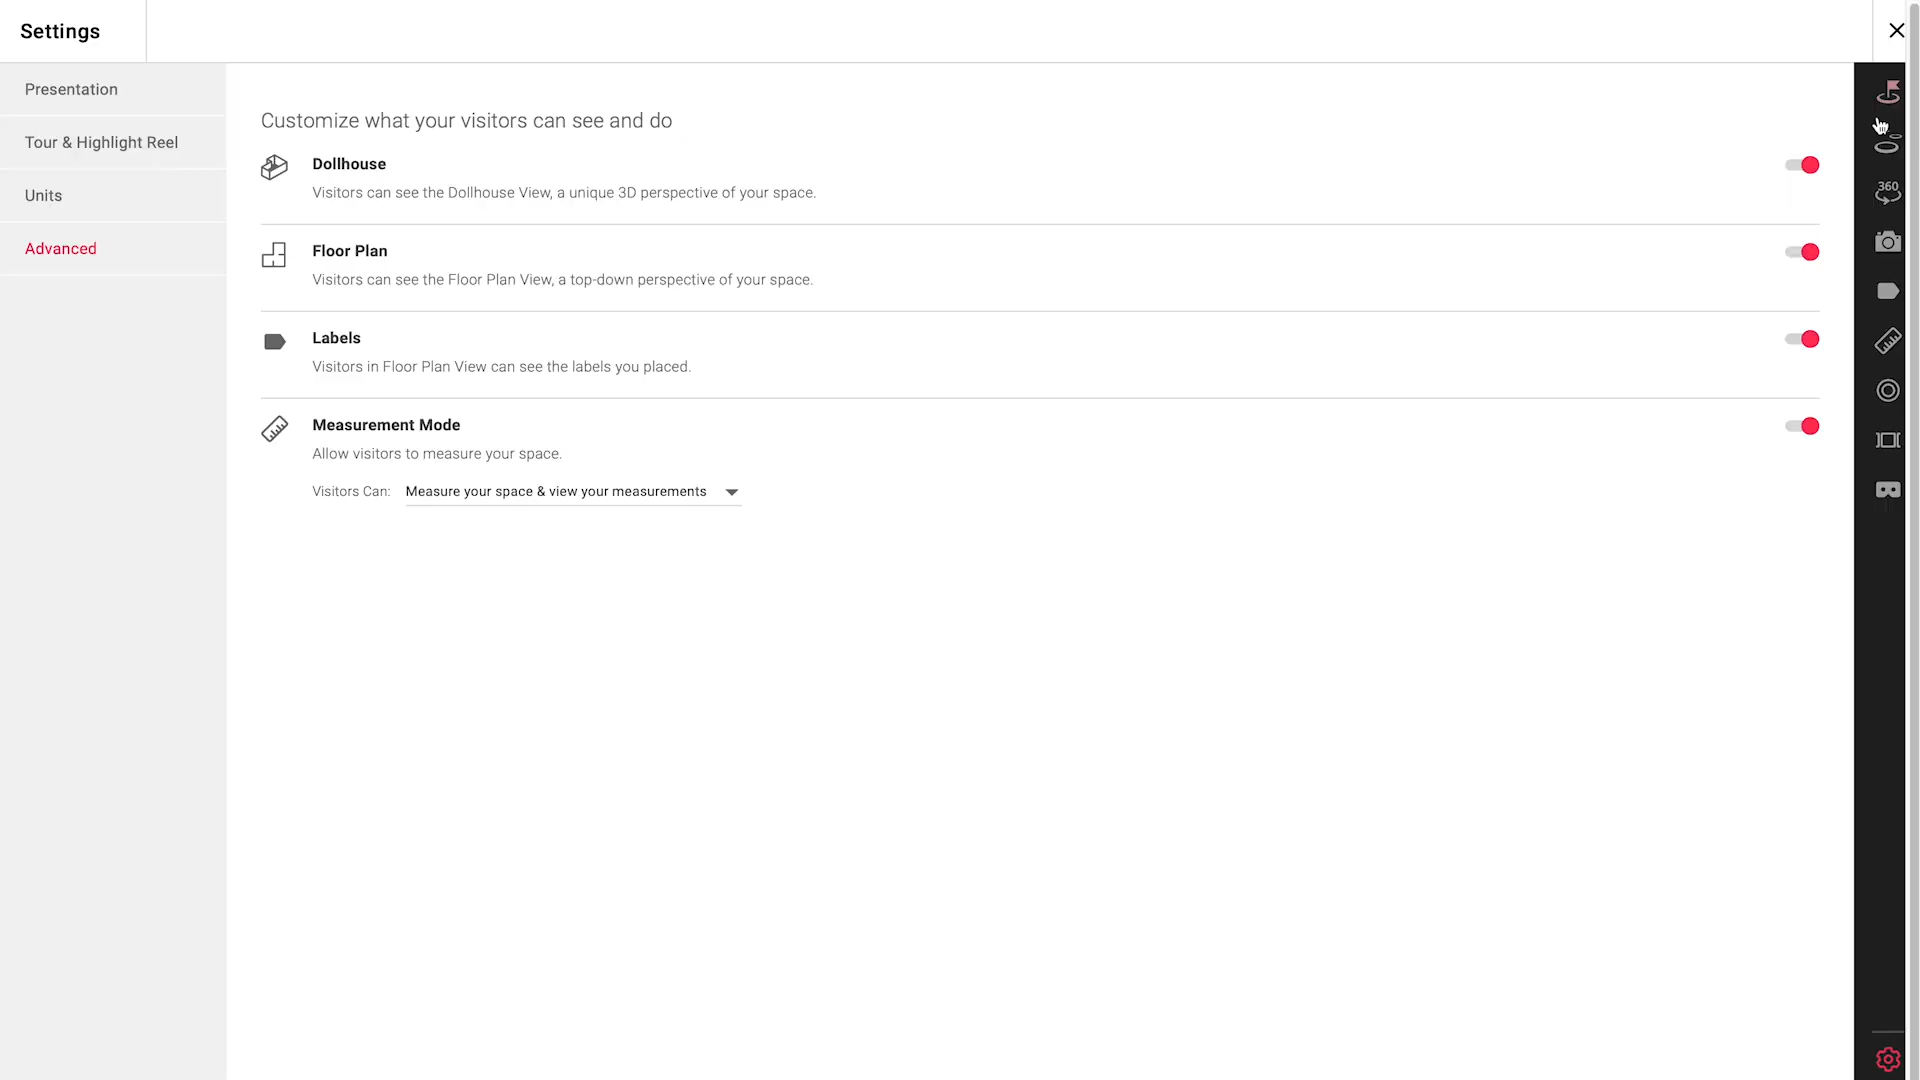 Settings
Presentation
Tour & Highlight Reel
Units
Advanced
Customize what your visitors can see and do
Dollhouse
Visitors can see the Dollhouse View, a unique 3D perspective of your space.
Floor Plan
Visitors can see the Floor Plan View, a top-down perspective of your space.
Labels
Visitors in Floor Plan View can see the labels you placed.
Measurement Mode
Allow visitors to measure your space.
Visitors Can: Measure your space & view your measurements
360